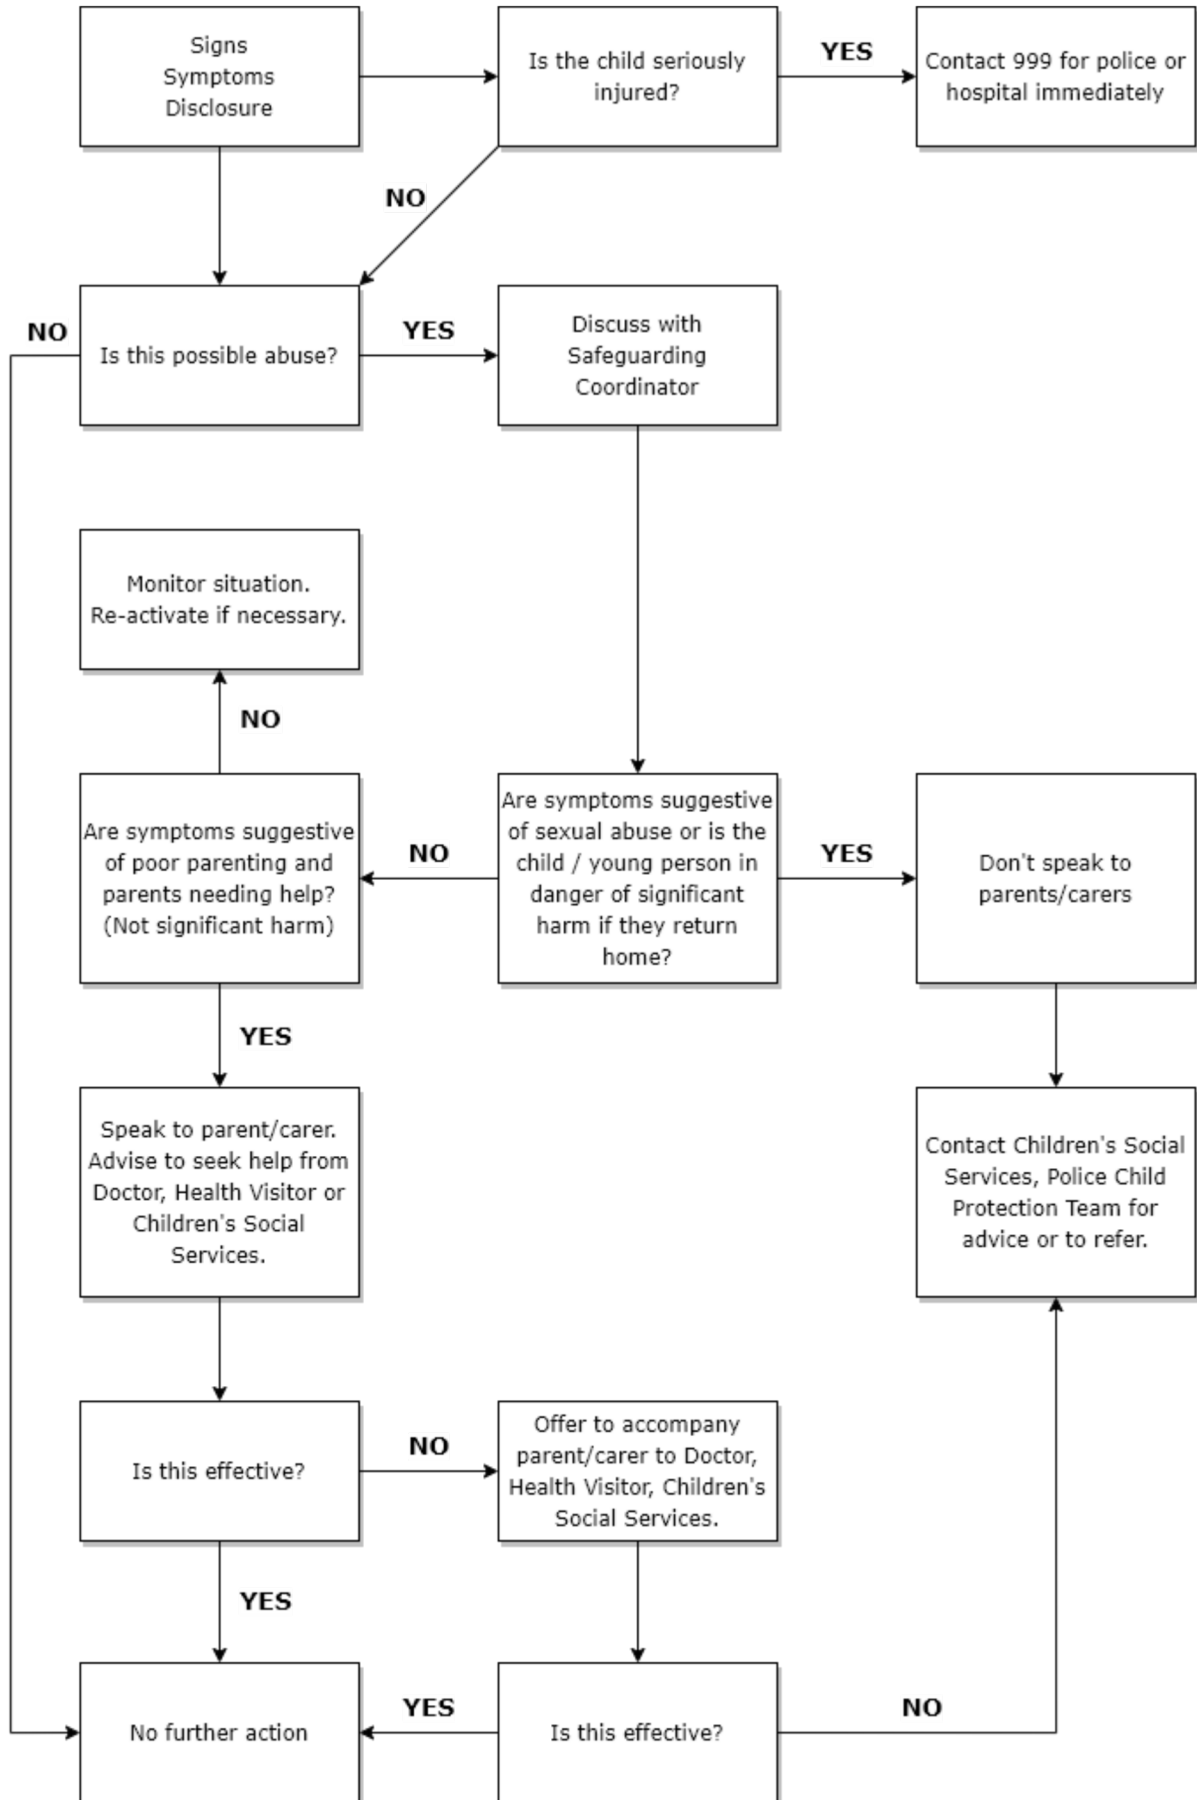 Signs
Symptoms
Disclosure
Is the child seriously
injured?
YES
Contact 999 for police or
hospital immediately
NO
NO
Is this possible abuse?
YES
Discuss with
Safeguarding
Coordinator
Monitor situation.
Re-activate if necessary.
NO
Are symptoms suggestive
of poor parenting and
parents needing help?
(Not significant harm)
NO
Are symptoms suggestive
of sexual abuse or is the
child / young person in
danger of significant
harm if they return
home?
YES
Don't speak to
parents/carers
YES
Speak to parent/carer.
Advise to seek help from
Doctor, Health Visitor or
Children's Social
Services.
Contact Children's Social
Services, Police Child
Protection Team for
advice or to refer.
Is this effective?
NO
Offer to accompany
parent/carer to Doctor,
Health Visitor, Children's
Social Services.
YES
No further action
YES
Is this effective?
NO